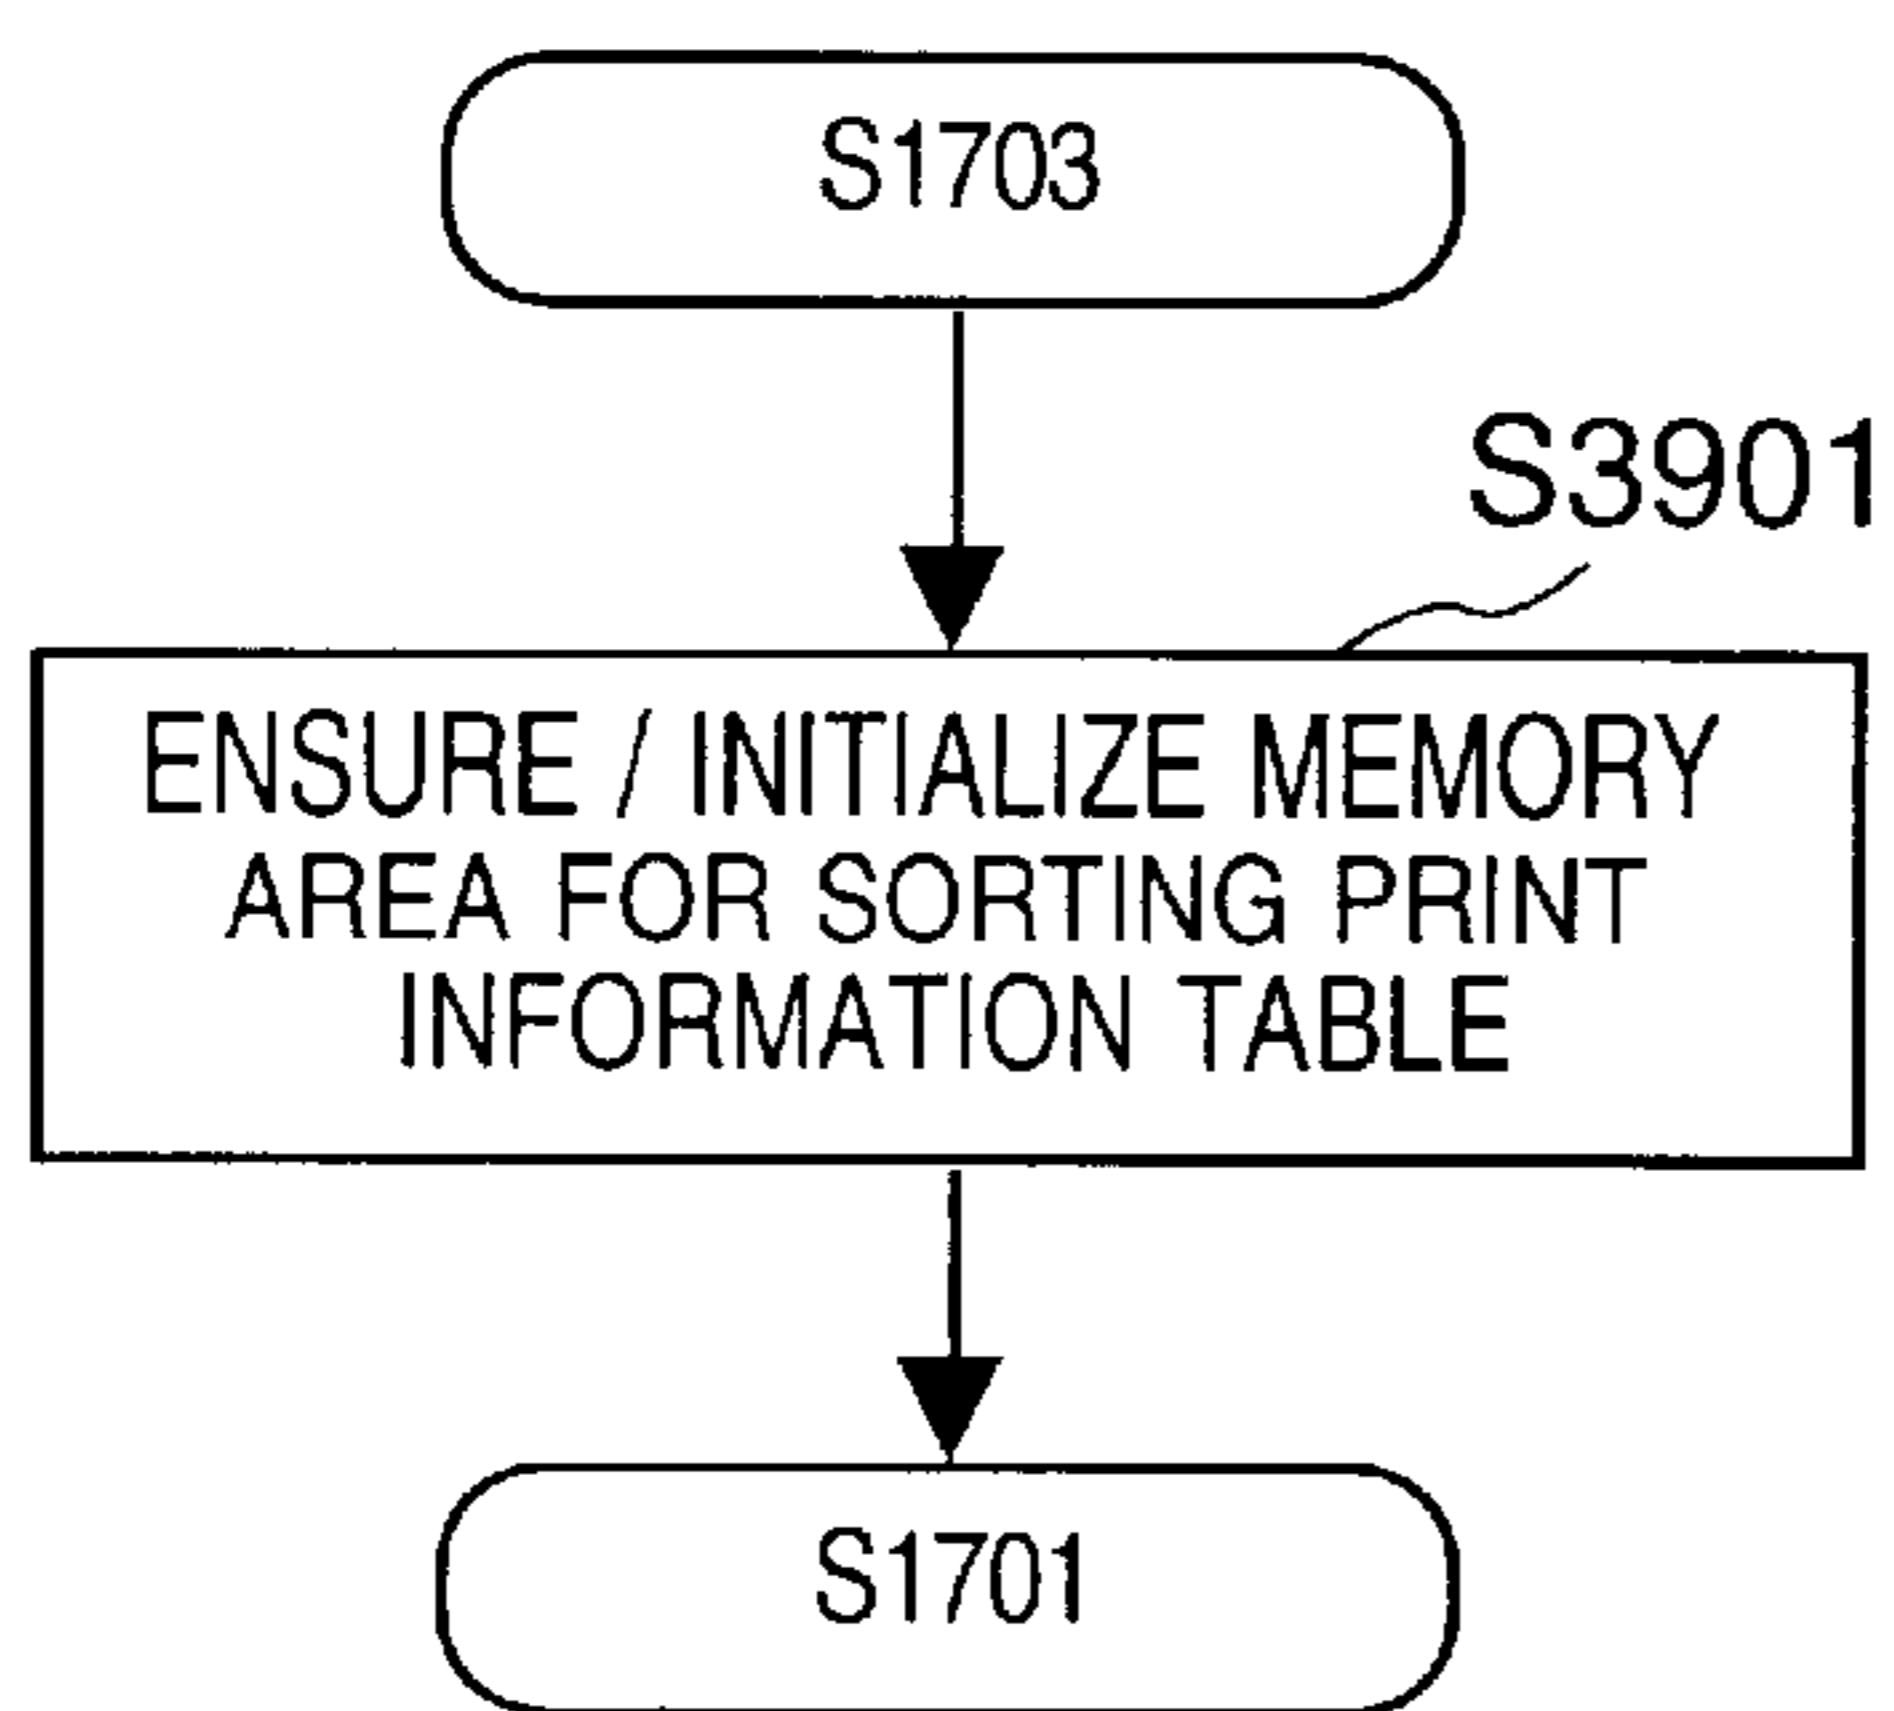 S1703
S3901
ENSURE / INITIALIZE MEMORY
AREA FOR SORTING PRINT
INFORMATION TABLE
S1701